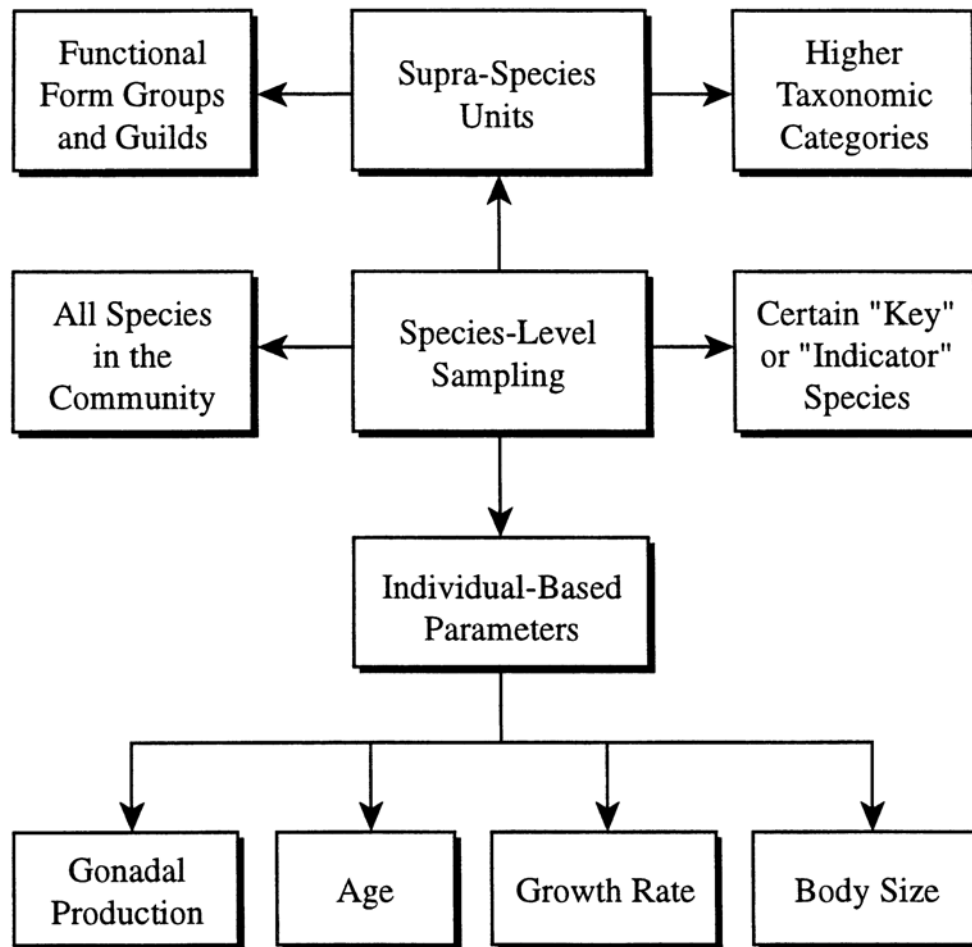 Functional
Form Groups
and Guilds
Supra-Species
Units
Higher
Taxonomic
Categories
All Species
in the
Community
Species-Level
Sampling
Certain "Key"
or "Indicator"
Species
Individual-Based
Parameters
Gonadal
Production
Age
Growth Rate
Body Size